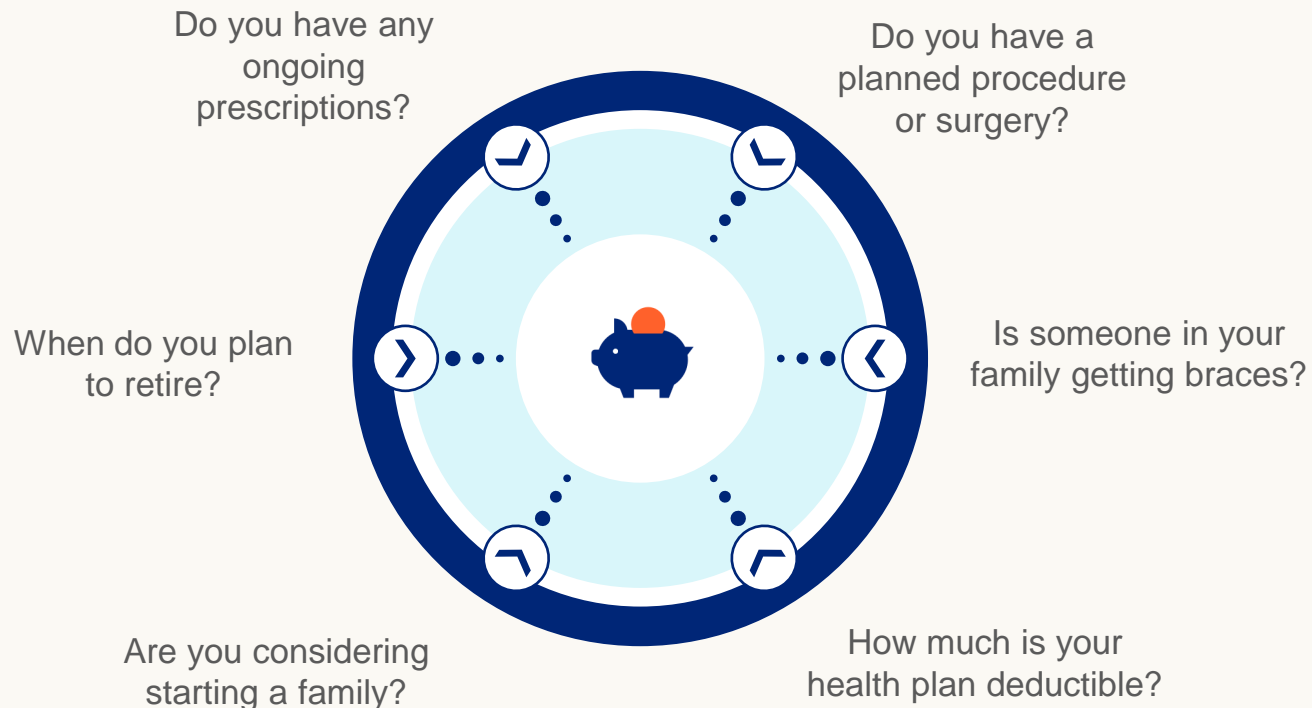 Do you have any
ongoing
prescriptions?
Do you have a
planned procedure
or surgery?
When do you plan
to retire?
Is someone in your
family getting braces?
Are you considering
starting a family?
How much is your
health plan deductible?